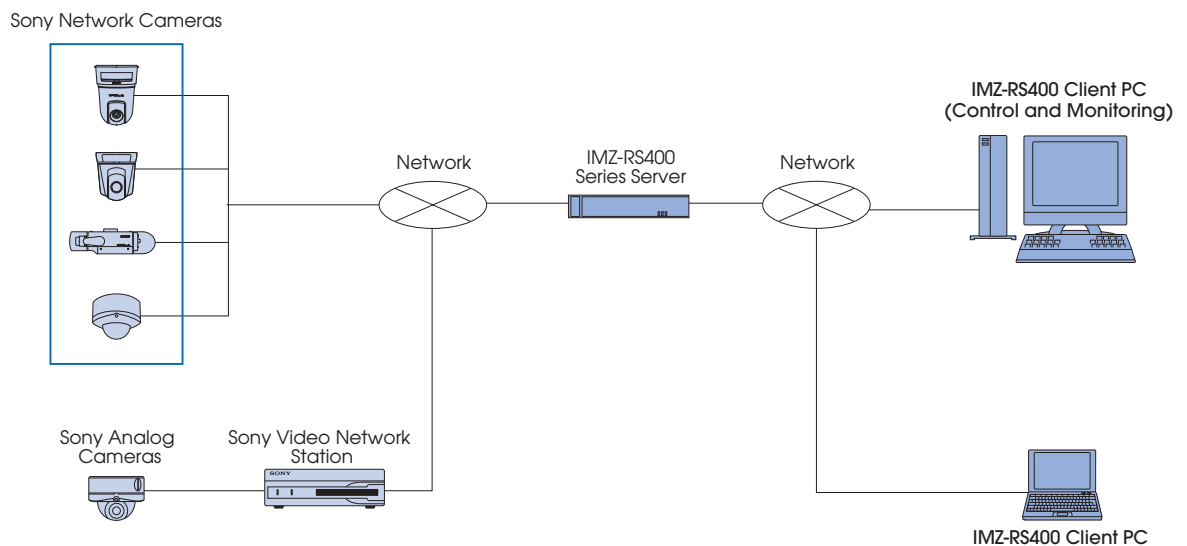 Sony Network Cameras
IMZ-RS400 Client PC
(Control and Monitoring)
Network
IMZ-RS400
Series Server
Network
Sony Analog
Cameras
Sony Video Network
Station
SONY
IMZ-RS400 Client PC